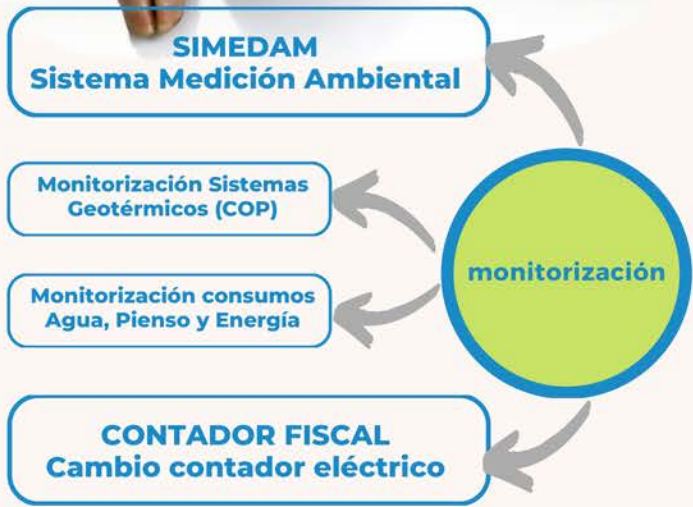 SIMEDAM
Sistema Medición Ambiental
Monitorización Sistemas
Geotérmicos (COP)
monitorización
Monitorización consumos
Agua, Pienso y Energía
CONTADOR FISCAL
Cambio contador eléctrico